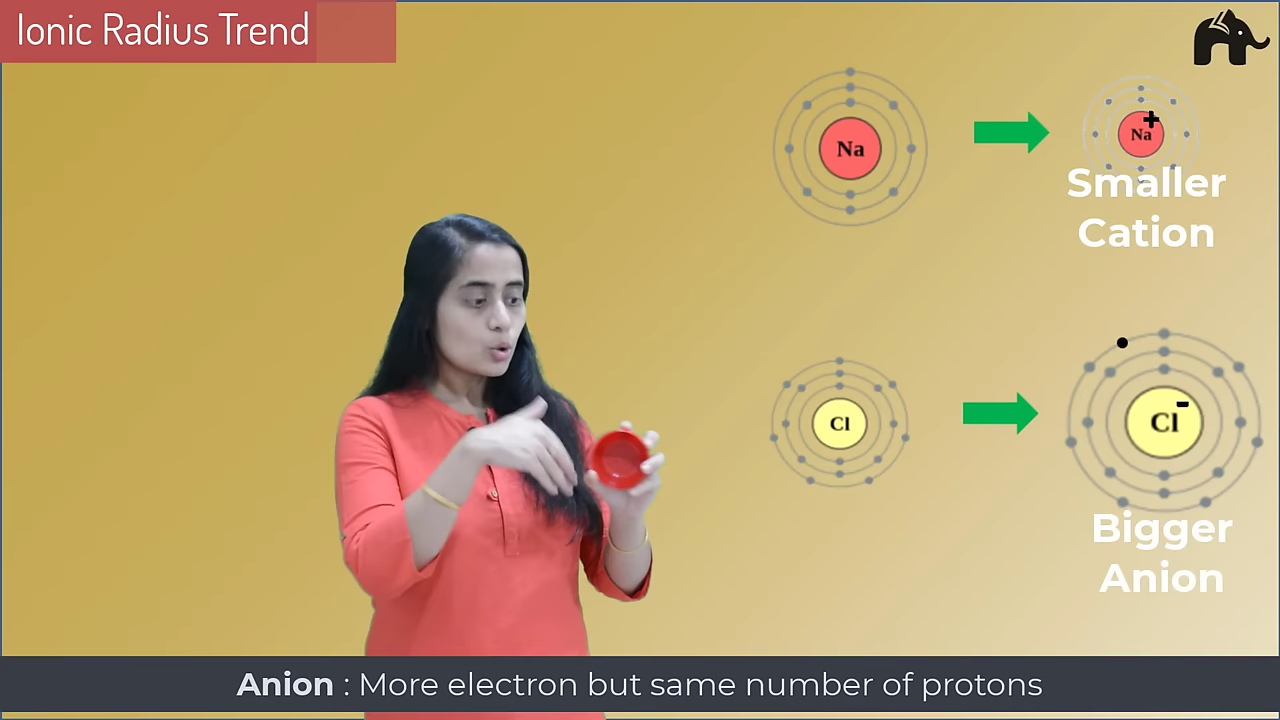 Ionic Radius Trend
Na
Na+
Smaller
Cation
Cl
Cl-
Bigger
Anion
Anion : More electron but same number of protons